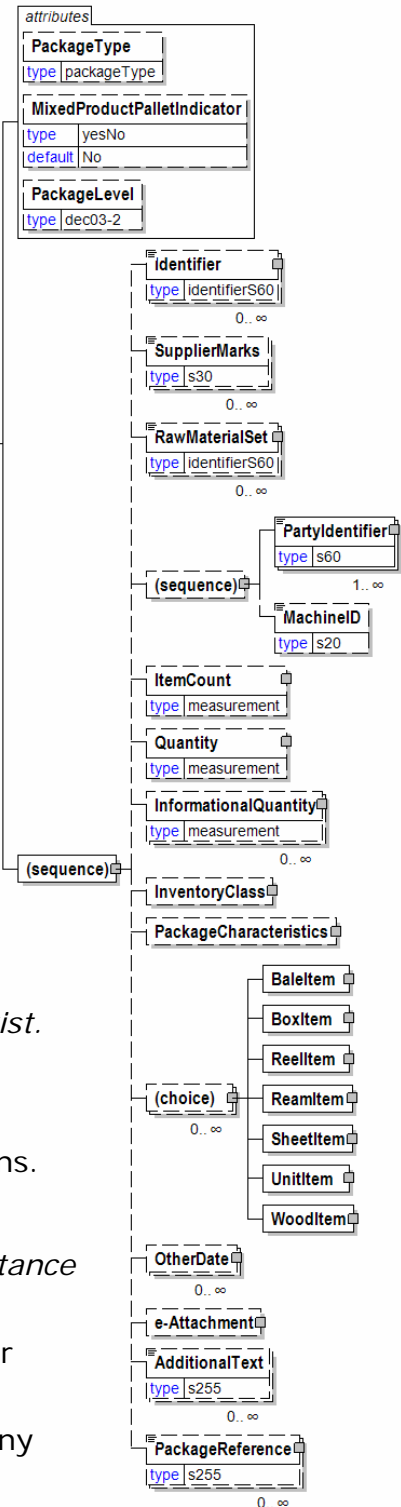 attributes
PackageType
type packageType
MixedProductPalletIndicator
type yesNo
default No
PackageLevel
type dec03-2
Identifier
type identifierS60
0.. ∞
SupplierMarks
type s30
0.. ∞
RawMaterialSet
type identifierS60
0.. ∞
PartyIdentifier
type s60
1.. ∞
(sequence)
MachineID
type s20
ItemCount
type measurement
Quantity
type measurement
InformationalQuantity
type measurement
0.. ∞
(sequence)
InventoryClass
PackageCharacteristics
BaleItem
ist.
BoxItem
ReelItem
(choice)
ReamItem
0.. ∞
SheetItem
ns.
UnitItem
WoodItem
OtherDate
tance
0.. ∞
e-Attachment
r
AdditionalText
type s255
0.. ∞
ny
PackageReference
type s255
0.. ∞